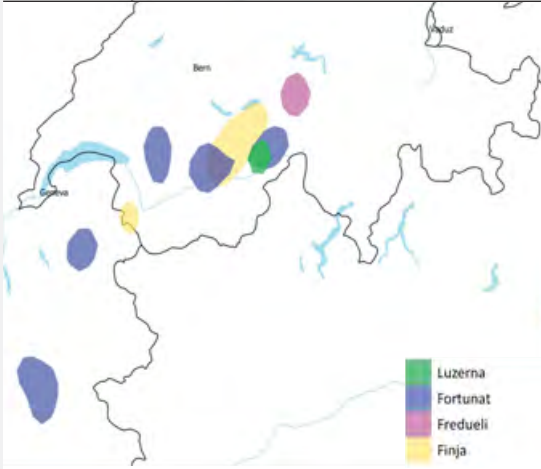 Vaduz
Bern
Geneva
Luzerna
Fortunat
Fredueli
Finja